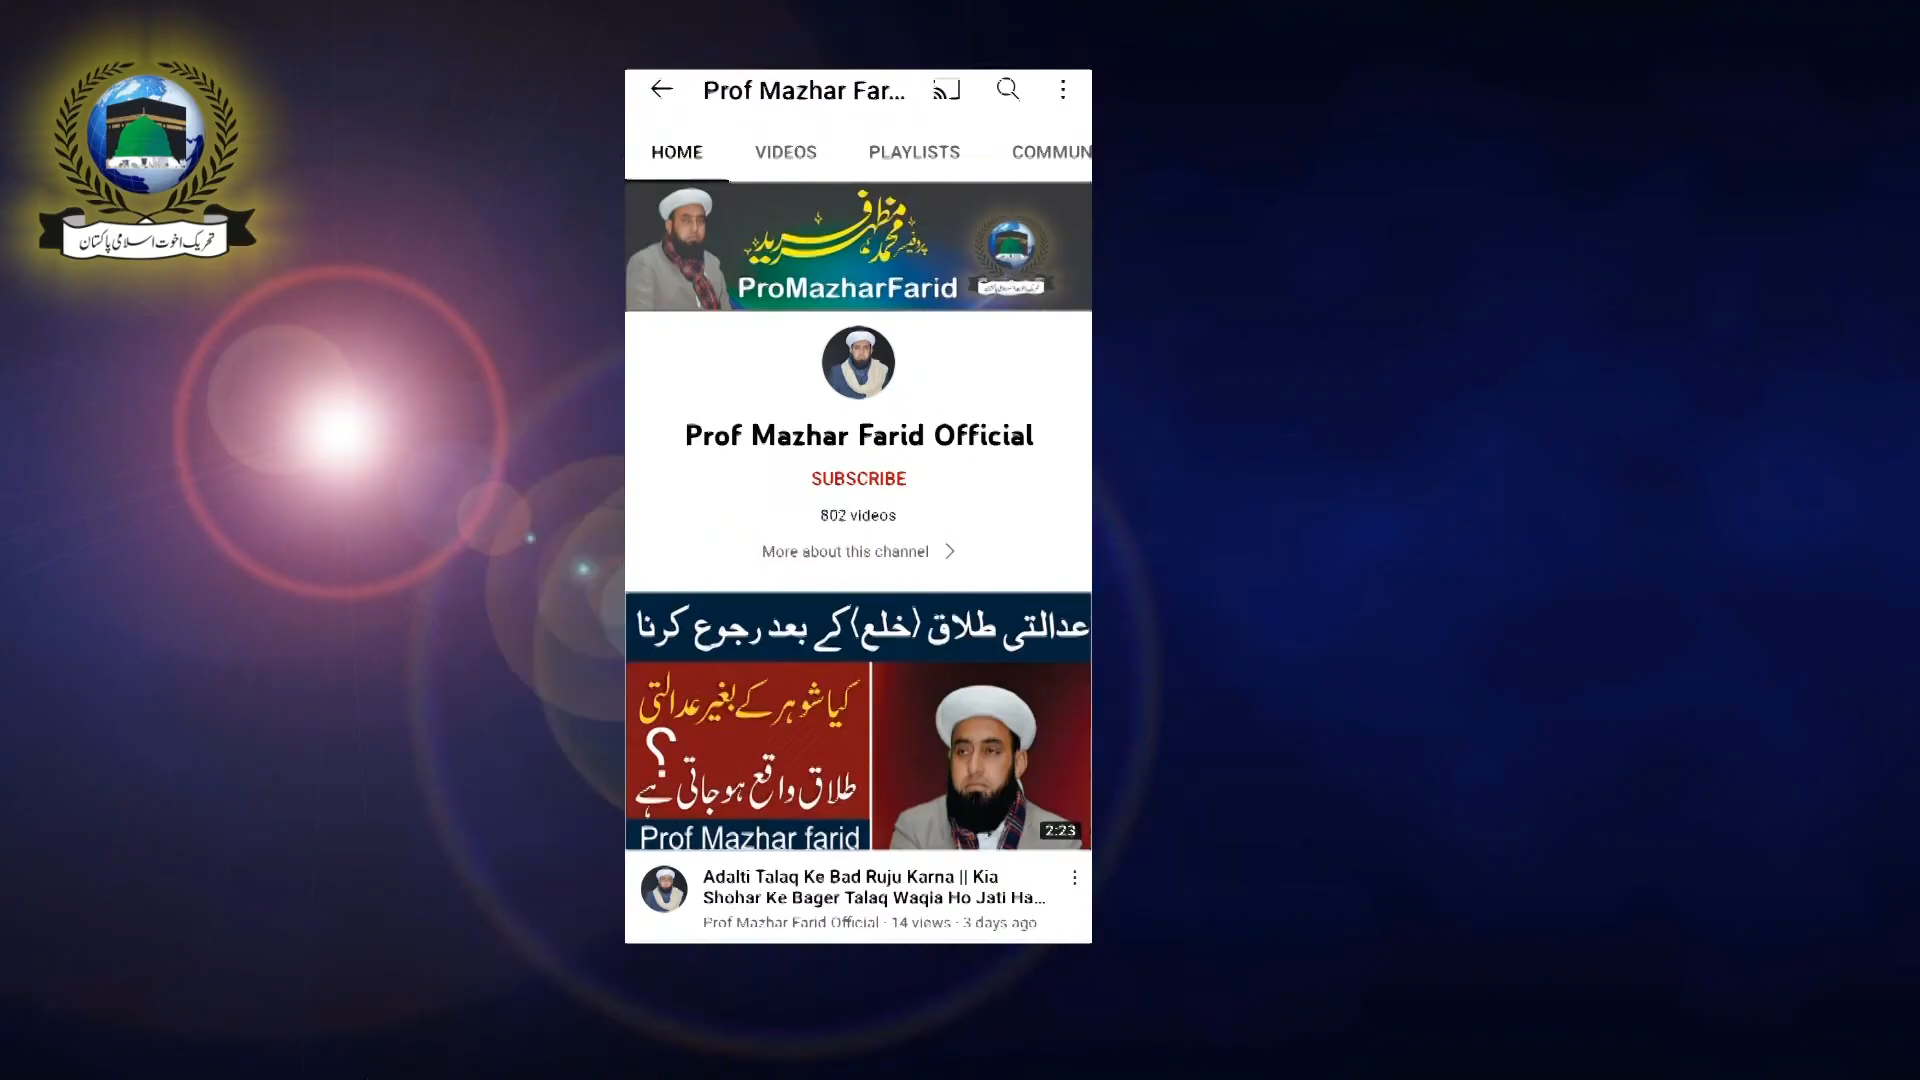 تحریک اخوت اسلامی پاکستان
Prof Mazhar Far...
HOME VIDEOS PLAYLISTS COMMUN
پروفیسر محمد مظہر فرید
ProMazharFarid
Prof Mazhar Farid Official
SUBSCRIBE
802 videos
More about this channel
عدالتی طلاق (خلع) کے بعد رجوع کرنا
کیا شوہر کے بغیر عدالتی
طلاق واقع ہو جاتی ہے ؟
Prof Mazhar farid
2:23
Adalti Talaq Ke Bad Ruju Karna || Kia
Shohar Ke Bager Talaq Waqia Ho Jati Ha...
Prof Mazhar Farid Official · 14 views · 3 days ago